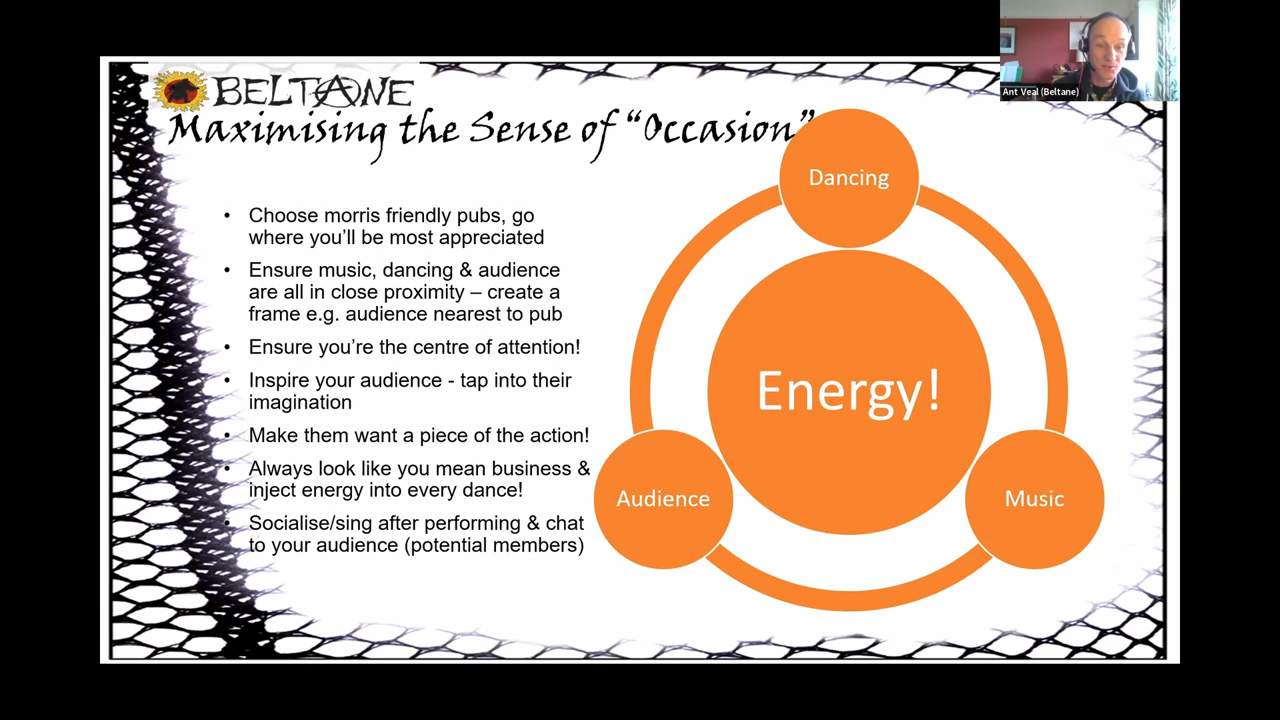 BELTANE
Maximising the Sense of “Occasion”
• Choose morris friendly pubs, go
where you’ll be most appreciated
• Ensure music, dancing & audience
are all in close proximity – create a
frame e.g. audience nearest to pub
• Ensure you’re the centre of attention!
• Inspire your audience - tap into their
imagination
• Make them want a piece of the action!
• Always look like you mean business &
inject energy into every dance!
• Socialise/sing after performing & chat
to your audience (potential members)
Dancing
Energy!
Audience
Music
Ant Veal (Beltane)